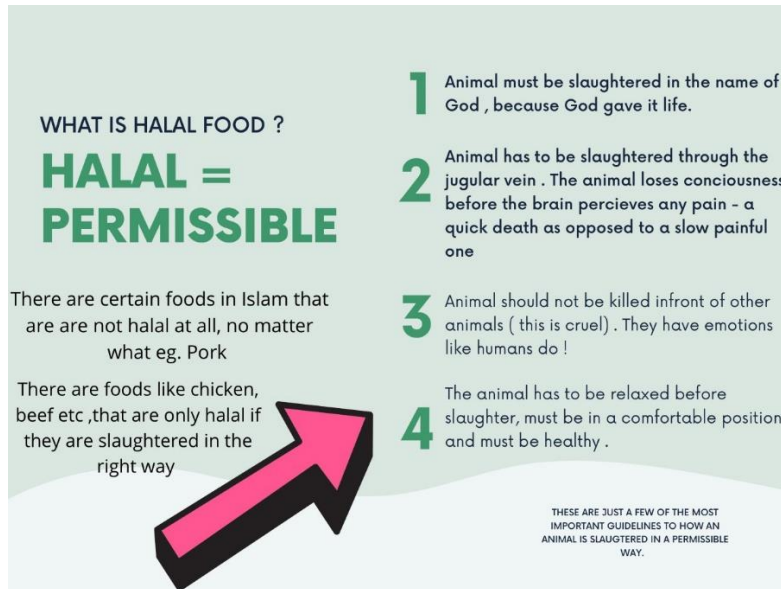 WHAT IS HALAL FOOD ?
HALAL =
PERMISSIBLE
There are certain foods in Islam that
are are not halal at all, no matter
what eg. Pork
There are foods like chicken,
beef etc ,that are only halal if
they are slaughtered in the
right way
1 Animal must be slaughtered in the name of
God , because God gave it life.
2 Animal has to be slaughtered through the
jugular vein . The animal loses conciousness
before the brain percieves any pain - a
quick death as opposed to a slow painful
one
3 Animal should not be killed infront of other
animals ( this is cruel) . They have emotions
like humans do !
4 The animal has to be relaxed before
slaughter, must be in a comfortable position
and must be healthy .
THESE ARE JUST A FEW OF THE MOST
IMPORTANT GUIDELINES TO HOW AN
ANIMAL IS SLAUGTERED IN A PERMISSIBLE
WAY.